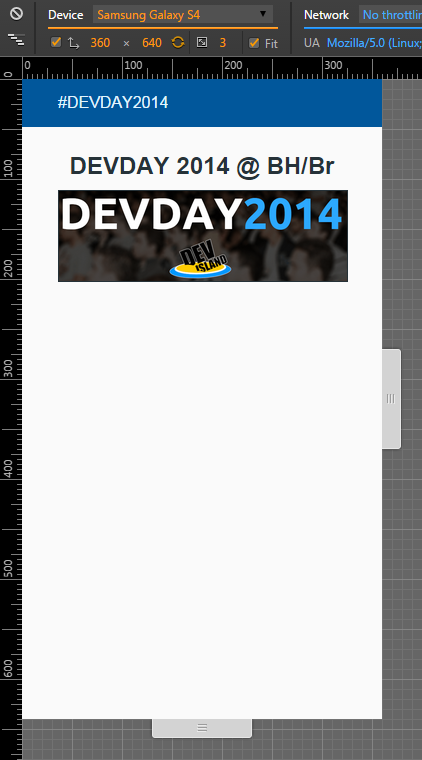 Device Samsung Galaxy S4 ▼ Network No throttlin
360 × 640 3 Fit UA Mozilla/5.0 (Linux;
0 100 200 300
0
100
200
300
400
500
600
#DEVDAY2014
DEVDAY 2014 @ BH/Br
DEVDAY2014
DEV
ISLAND